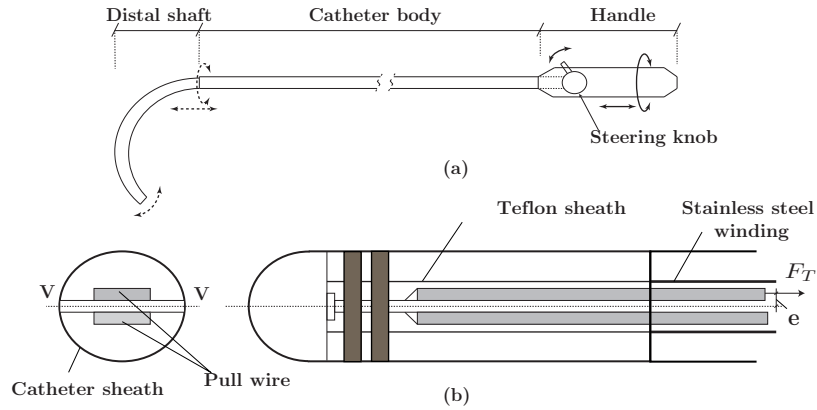 Distal shaft Catheter body Handle
Steering knob
(a)
Teflon sheath Stainless steel
winding
V V
F_T
e
Catheter sheath Pull wire
(b)